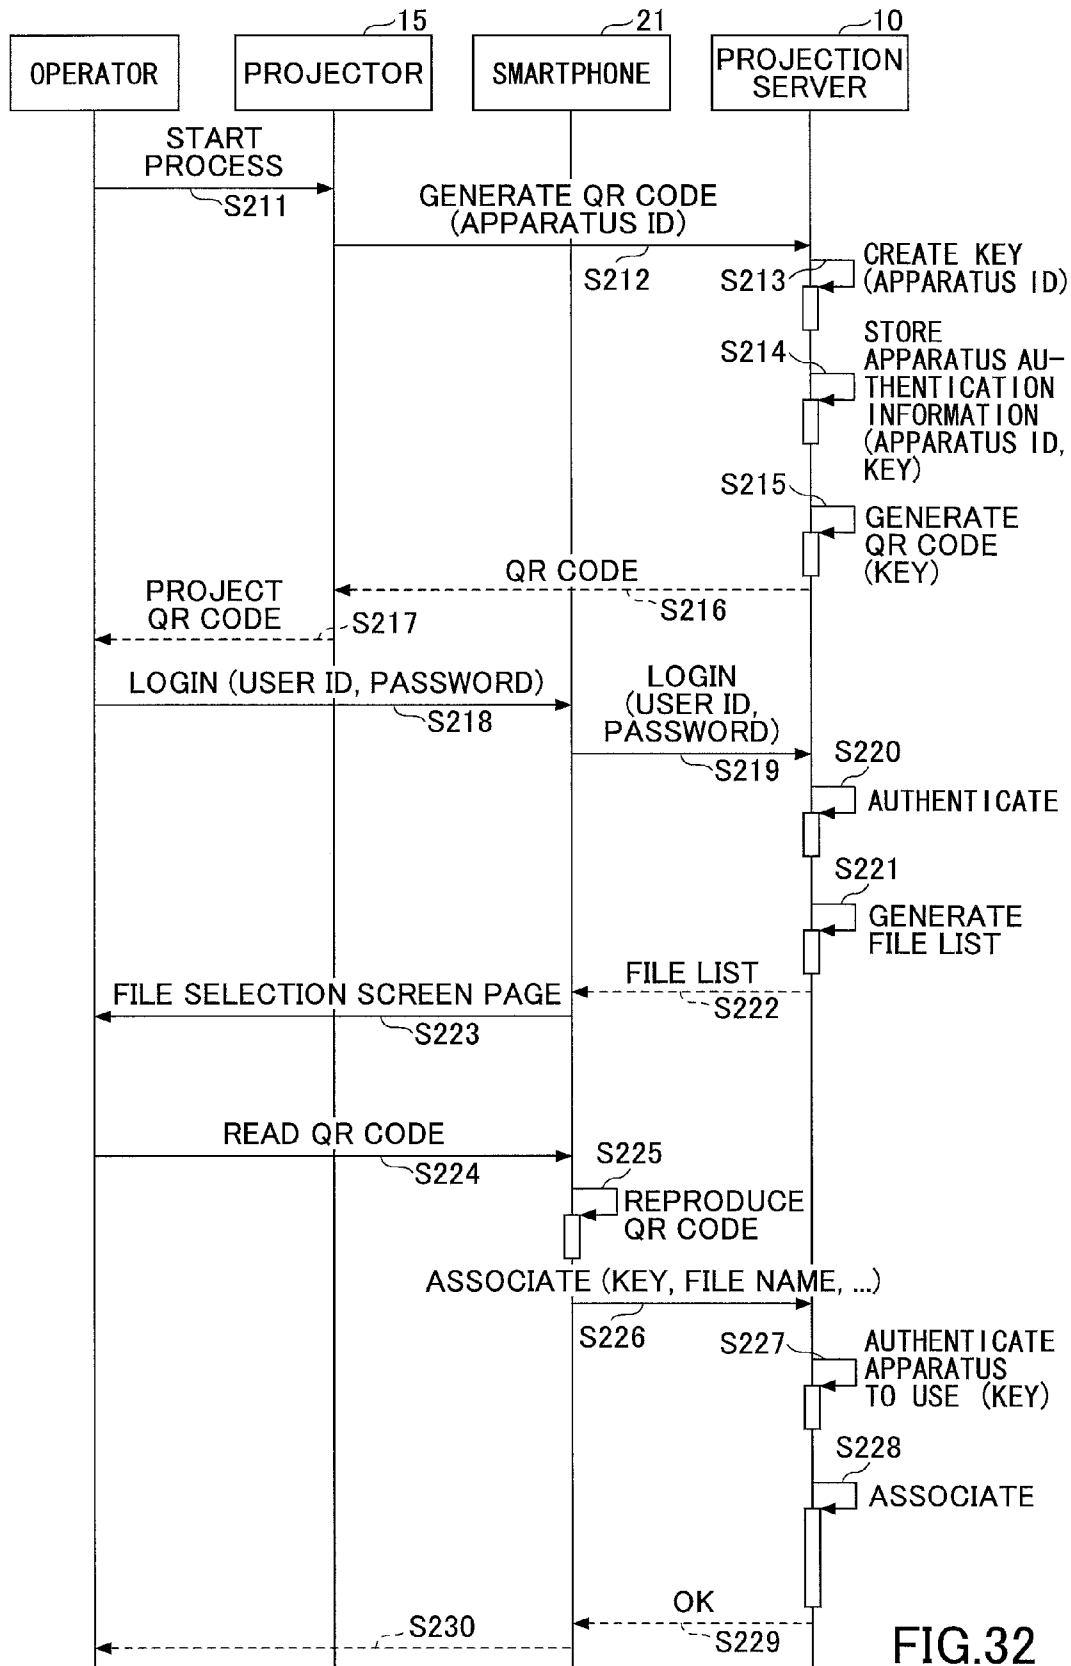 15
21
10
OPERATOR
PROJECTOR
SMARTPHONE
PROJECTION
SERVER
START
PROCESS
S211
GENERATE QR CODE
(APPARATUS ID)
S212
S213
CREATE KEY
(APPARATUS ID)
S214
STORE
APPARATUS AU-
THENTICATION
INFORMATION
(APPARATUS ID,
KEY)
S215
GENERATE
QR CODE
(KEY)
QR CODE
S216
PROJECT
QR CODE
S217
LOGIN (USER ID, PASSWORD)
S218
LOGIN
(USER ID,
PASSWORD)
S219
S220
AUTHENTICATE
S221
GENERATE
FILE LIST
FILE LIST
S222
FILE SELECTION SCREEN PAGE
S223
READ QR CODE
S224
S225
REPRODUCE
QR CODE
ASSOCIATE (KEY, FILE NAME, ...)
S226
S227
AUTHENTICATE
APPARATUS
TO USE (KEY)
S228
ASSOCIATE
OK
S229
S230
FIG.32